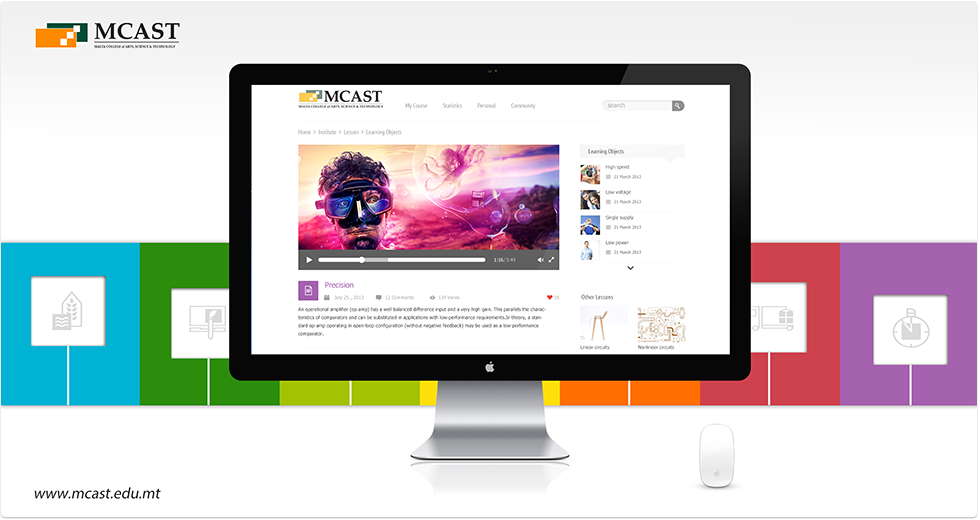 MCAST
MALTA COLLEGE of ARTS, SCIENCE & TECHNOLOGY
MCAST
MALTA COLLEGE of ARTS, SCIENCE & TECHNOLOGY
My Course Statistics Personal Community
search
Home > Institute > Lesson > Learning Objects
1:16/3:49
Precision
July 25 , 2013 12 Comments 124 Views
An operational amplifier (op-amp) has a well balanced difference input and a very high gain. This parallels the charac-
teristics of comparators and can be substituted in applications with low-performance requirements.In theory, a stan-
dard op-amp operating in open-loop configuration (without negative feedback) may be used as a low-performance
comparator.
Learning Objects
High speed
21 March 2013
Low valtage
21 March 2013
Single supply
21 March 2013
Low power
21 March 2013
Other Lessons
Linear circuits
Nonlinear circuits
www.mcast.edu.mt